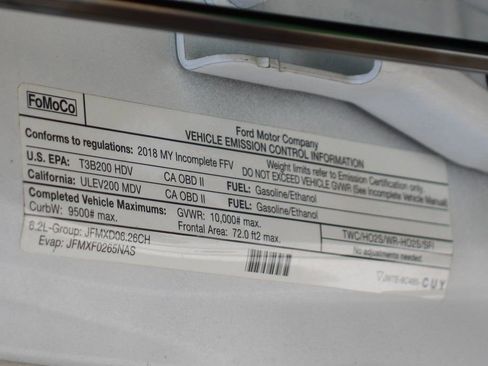 FoMoCo
Ford Motor Company
VEHICLE EMISSION CONTROL INFORMATION
Conforms to regulations: 2018 MY Incomplete FFV
Weight limits refer to Emission Certification only.
DO NOT EXCEED VEHICLE GVWR (See Incomplete Vehicle Manual)
U.S. EPA: T3B200 HDV CA OBD II FUEL: Gasoline/Ethanol
California: ULEV200 MDV CA OBD II FUEL: Gasoline/Ethanol
Completed Vehicle Maximums: GVWR: 10,000# max.
CurbW: 9500# max. Frontal Area: 72.0 ft2 max.
TWC/HO2S/WR-HO2S/SFI
No adjustments needed.
6.2L-Group: JFMXD06.26CH
Evap: JFMXF0265NAS
CUY